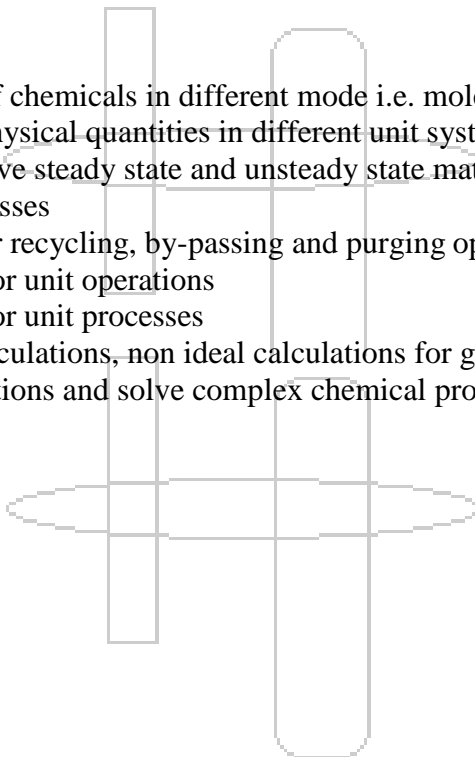 f chemicals in different mode i.e. mole
hysical quantities in different unit syst
ve steady state and unsteady state mat
sses
r recycling, by-passing and purging op
or unit operations
or unit processes
culations, non ideal calculations for g
tions and solve complex chemical pro